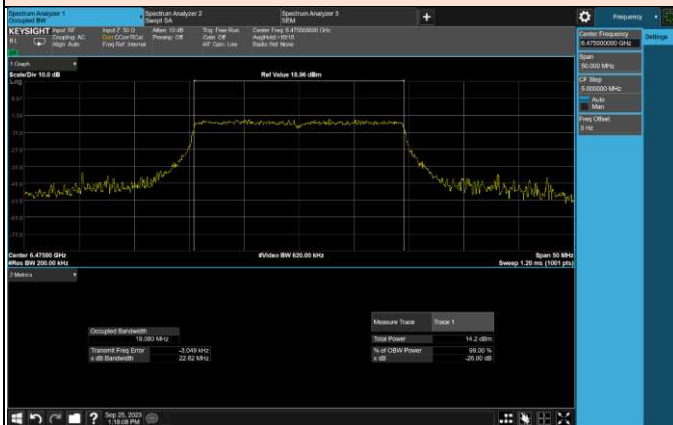 Spectrum Analyzer 1
Occupied BW
Spectrum Analyzer 2
Swept SA
Spectrum Analyzer 3
SEM
+
Frequency
KEYSIGHT
Input: RF
Coupling: AC
Align: Auto
Input Z: 50 Ω
Corr CCorr RCal
Freq Ref: Internal
Atten: 10 dB
Preamp: Off
Trig: Free Run
Gate: Off
#IF Gain: Low
Center Freq: 6.475000000 GHz
Avg|Hold: >10/10
Radio Std: None
Center Frequency
6.475000000 GHz
Settings
Span
50.000 MHz
CF Step
5.000000 MHz
Auto
Man
Freq Offset
0 Hz
1 Graph
Scale/Div 10.0 dB
Ref Value 18.96 dBm
Log
Center 6.47500 GHz
#Res BW 200.00 kHz
#Video BW 620.00 kHz
Span 50 MHz
Sweep 1.20 ms (1001 pts)
2 Metrics
Occupied Bandwidth
Measure Trace
Trace 1
Total Power
14.2 dBm
Transmit Freq Error
-3.049 kHz
% of OBW Power
99.00 %
x dB Bandwidth
22.62 MHz
x dB
-26.00 dB
?
Sep 25, 2023
1:18:08 PM